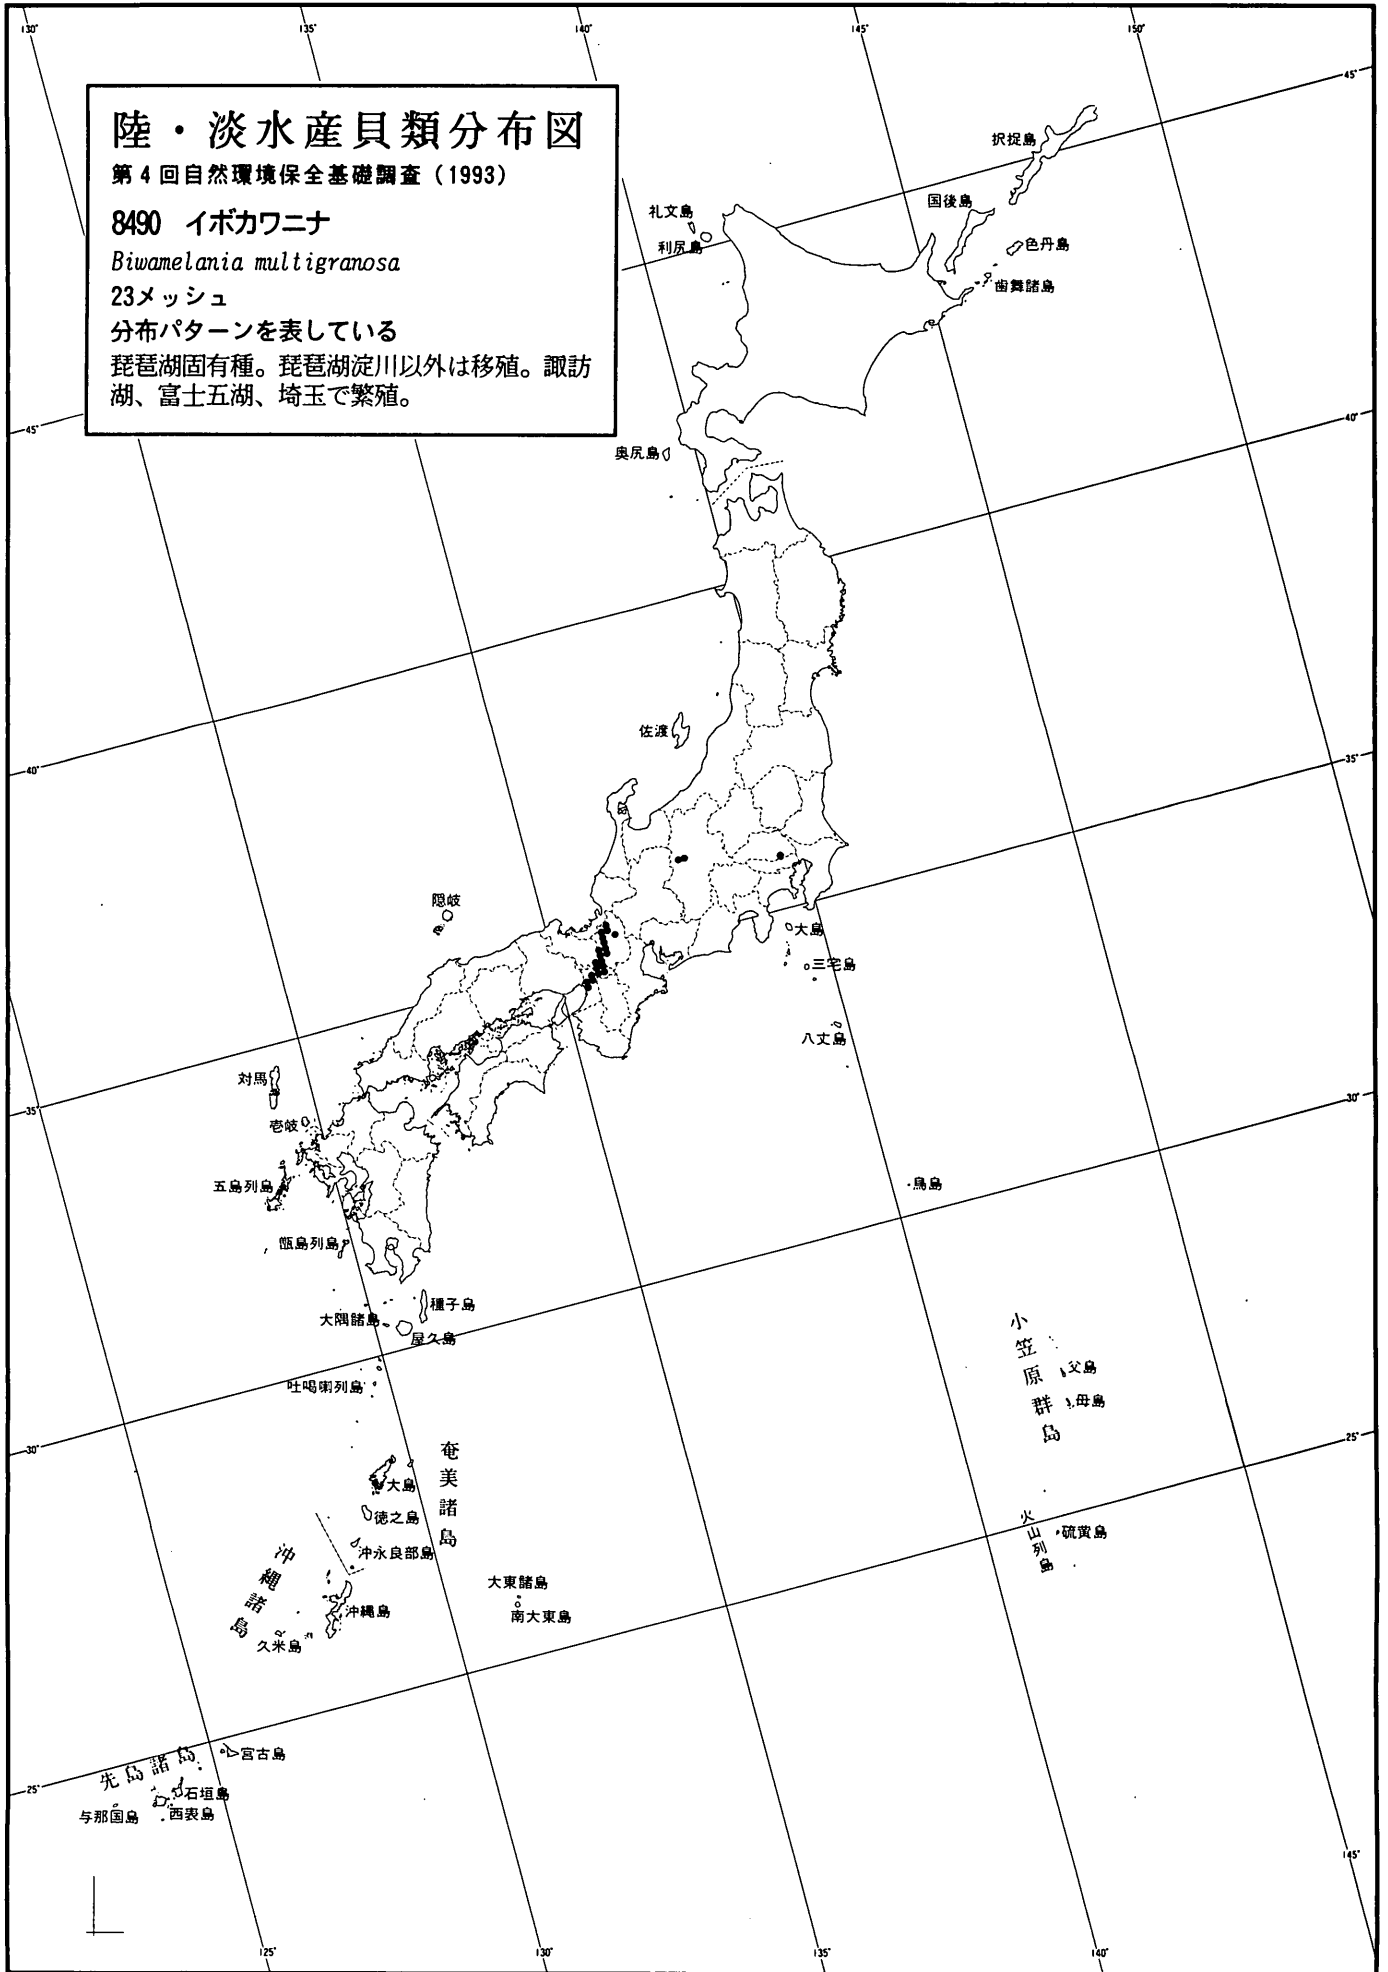 130°
135°
140°
145°
150°
45°
陸・淡水産貝類分布図
第4回自然環境保全基礎調査(1993)
8490 イボカワニナ
Biwamelania multigranosa
23メッシュ
分布パターンを表している
琵琶湖固有種。琵琶湖淀川以外は移殖。諏訪
湖、富士五湖、埼玉で繁殖。
択捉島
国後島
色丹島
歯舞諸島
礼文島
利尻島
45°
40°
奥尻島
佐渡
40°
35°
隠岐
大島
三宅島
八丈島
対馬
壱岐
35°
30°
五島列島
甑島列島
鳥島
種子島
大隅諸島
屋久島
吐喝喇列島
小笠原群島
父島
母島
30°
25°
奄美諸島
大島
徳之島
沖永良部島
沖縄諸島
沖縄島
久米島
大東諸島
南大東島
火山列島
硫黄島
先島諸島
宮古島
石垣島
西表島
与那国島
25°
145°
125°
130°
135°
140°